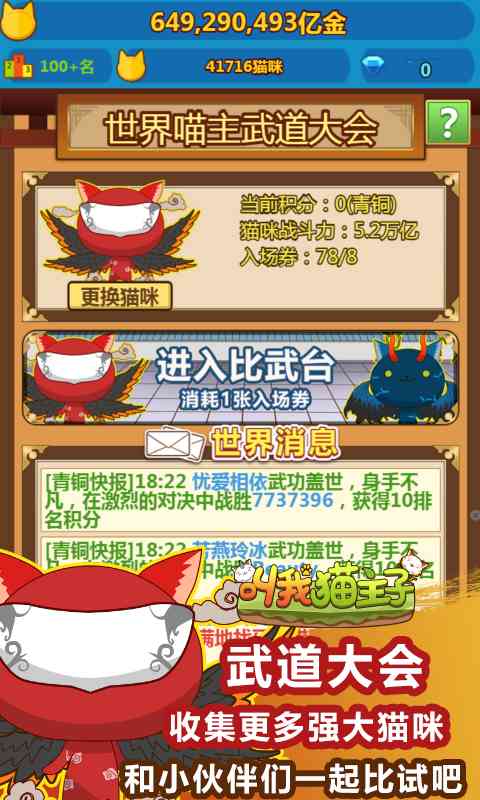 649,290,493亿金
100+名
41716猫咪
0
世界喵主武道大会
?
当前积分：0(青铜)
猫咪战斗力：5.2万亿
入场券：78/8
更换猫咪
进入比武台
消耗1张入场券
世界消息
[青铜快报]18:22 忧爱相依武功盖世，身手不
凡，在激烈的对决中战胜7737396，获得10排
名积分
[青铜快报]18:22 芳燕玲冰武功盖世，身手不
叫我猫主子
武道大会
收集更多强大猫咪
和小伙伴们一起比试吧